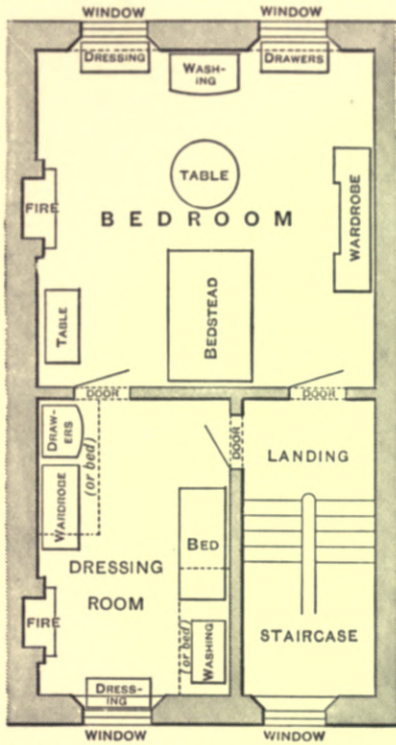 WINDOW WINDOW
DRESSING
WASH-
ING
DRAWERS
TABLE
FIRE
BEDROOM
WARDROBE
TABLE
BEDSTEAD
DOOR DOOR
DRAW-
ERS
(or bed)
DOOR
LANDING
WARDROBE
BED
DRESSING
ROOM
FIRE
(or bed)
WASHING
STAIRCASE
DRESS-
ING
WINDOW WINDOW